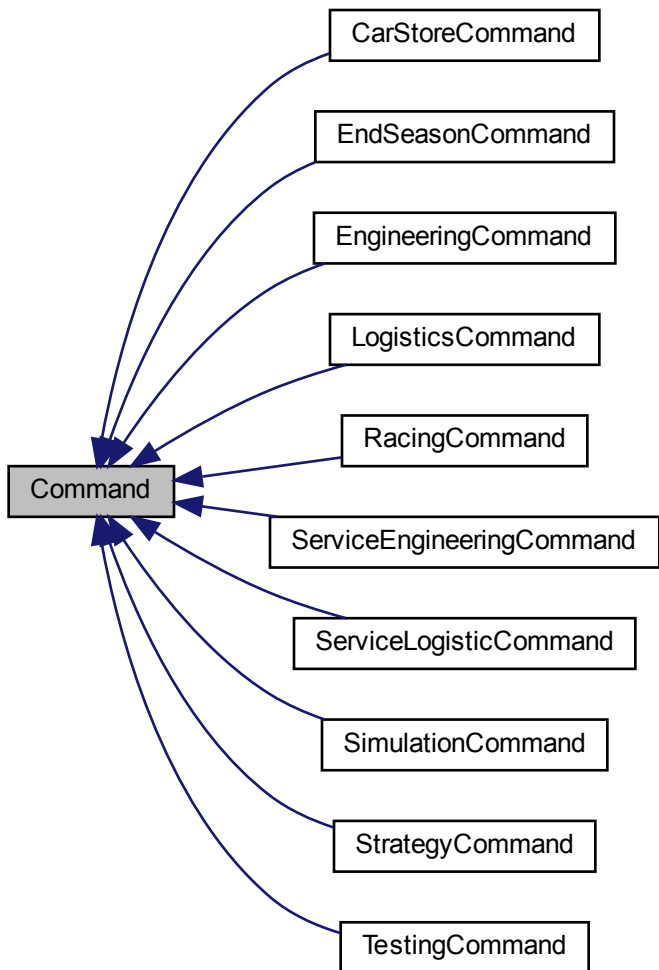 CarStoreCommand
EndSeasonCommand
EngineeringCommand
LogisticsCommand
RacingCommand
Command
ServiceEngineeringCommand
ServiceLogisticCommand
SimulationCommand
StrategyCommand
TestingCommand